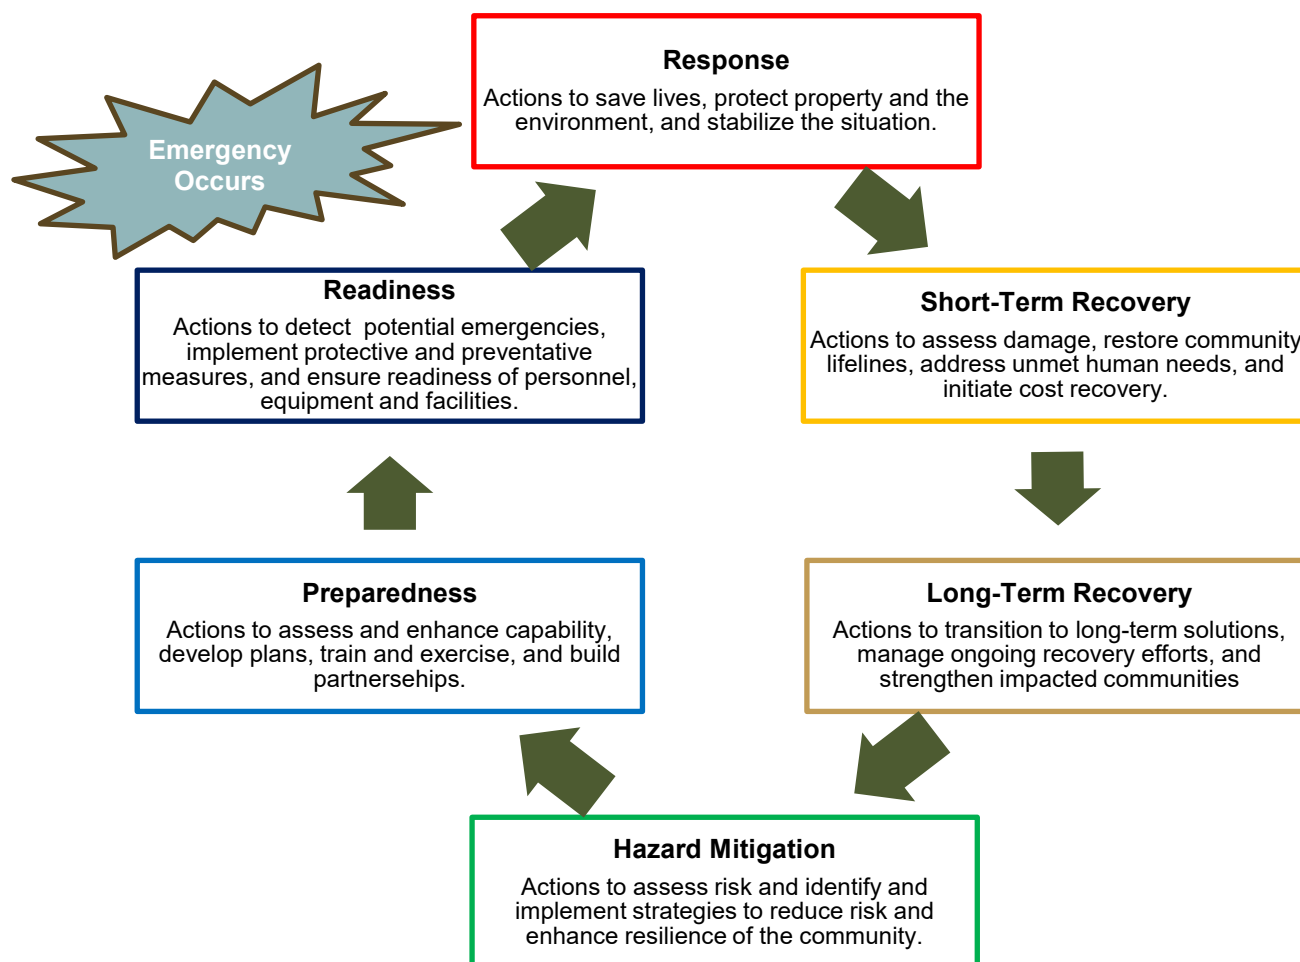 Response
Actions to save lives, protect property and the
environment, and stabilize the situation.
Emergency
Occurs
Readiness
Actions to detect  potential emergencies,
implement protective and preventative
measures, and ensure readiness of personnel,
equipment and facilities.
Short-Term Recovery
Actions to assess damage, restore community
lifelines, address unmet human needs, and
initiate cost recovery.
Preparedness
Actions to assess and enhance capability,
develop plans, train and exercise, and build
partnersehips.
Long-Term Recovery
Actions to transition to long-term solutions,
manage ongoing recovery efforts, and
strengthen impacted communities
Hazard Mitigation
Actions to assess risk and identify and
implement strategies to reduce risk and
enhance resilience of the community.